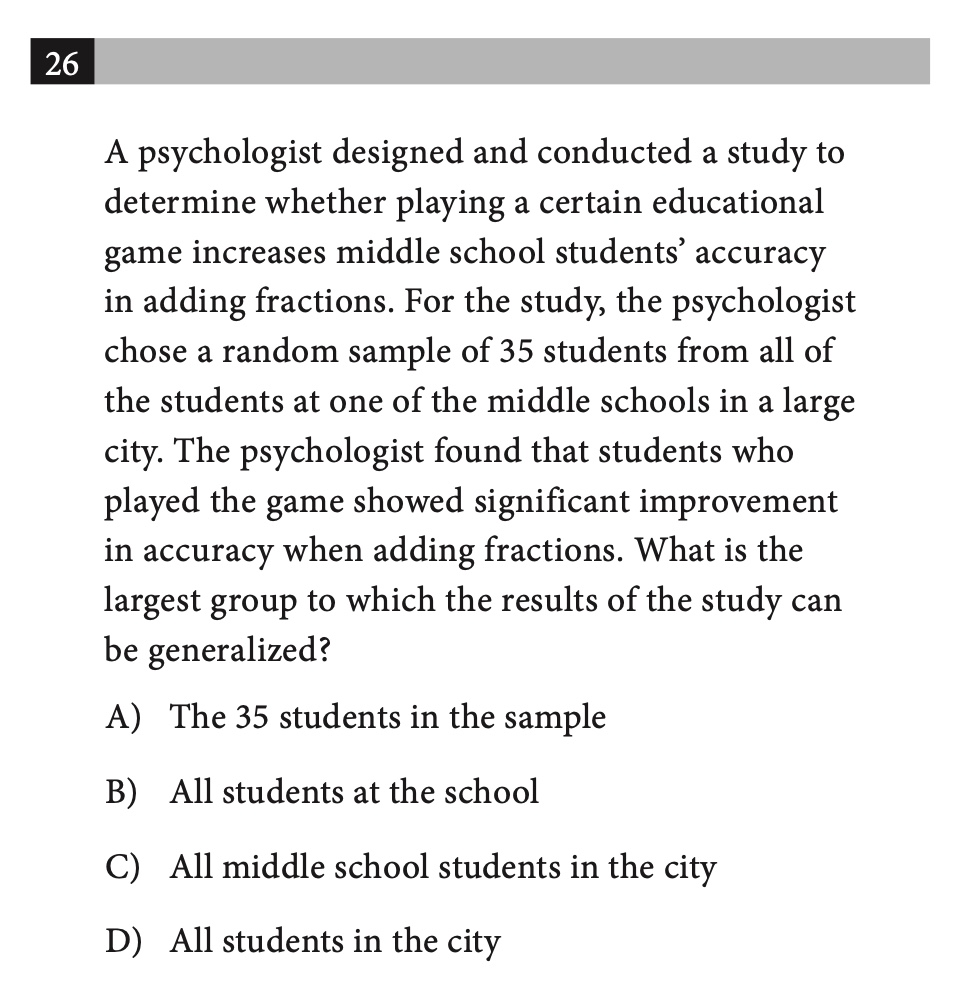 26
A psychologist designed and conducted a study to
determine whether playing a certain educational
game increases middle school students’ accuracy
in adding fractions. For the study, the psychologist
chose a random sample of 35 students from all of
the students at one of the middle schools in a large
city. The psychologist found that students who
played the game showed significant improvement
in accuracy when adding fractions. What is the
largest group to which the results of the study can
be generalized?
A) The 35 students in the sample
B) All students at the school
C) All middle school students in the city
D) All students in the city